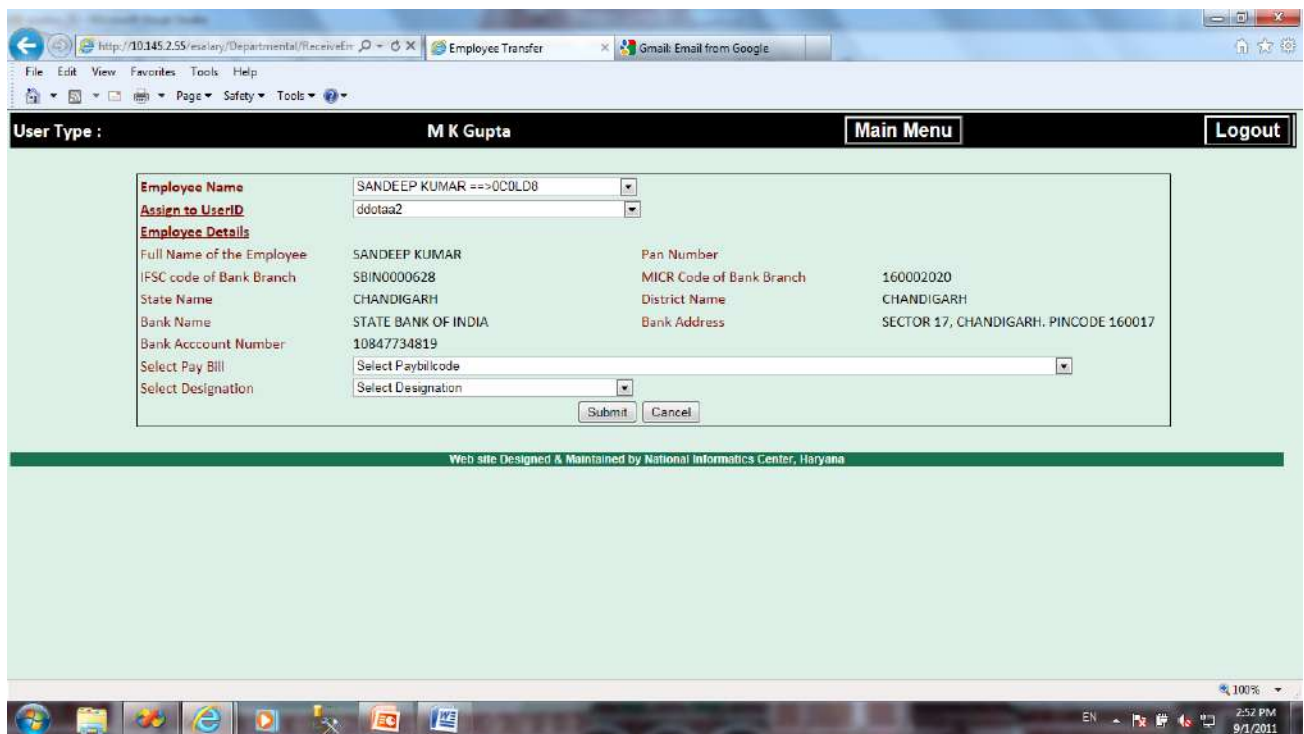 http://10.145.2.55/esalary/Departmental/ReceiveEm
Employee Transfer
Gmail: Email from Google
File Edit View Favorites Tools Help
Page Safety Tools
User Type : M K Gupta Main Menu Logout
Employee Name SANDEEP KUMAR ==>0C0LD8
Assign to UserID ddotaa2
Employee Details
Full Name of the Employee SANDEEP KUMAR Pan Number
IFSC code of Bank Branch SBIN0000628 MICR Code of Bank Branch 160002020
State Name CHANDIGARH District Name CHANDIGARH
Bank Name STATE BANK OF INDIA Bank Address SECTOR 17, CHANDIGARH. PINCODE 160017
Bank Acccount Number 10847734819
Select Pay Bill Select Paybillcode
Select Designation Select Designation
Submit Cancel
Web site Designed & Maintained by National Informatics Center, Haryana
100%
EN 2:52 PM
9/1/2011